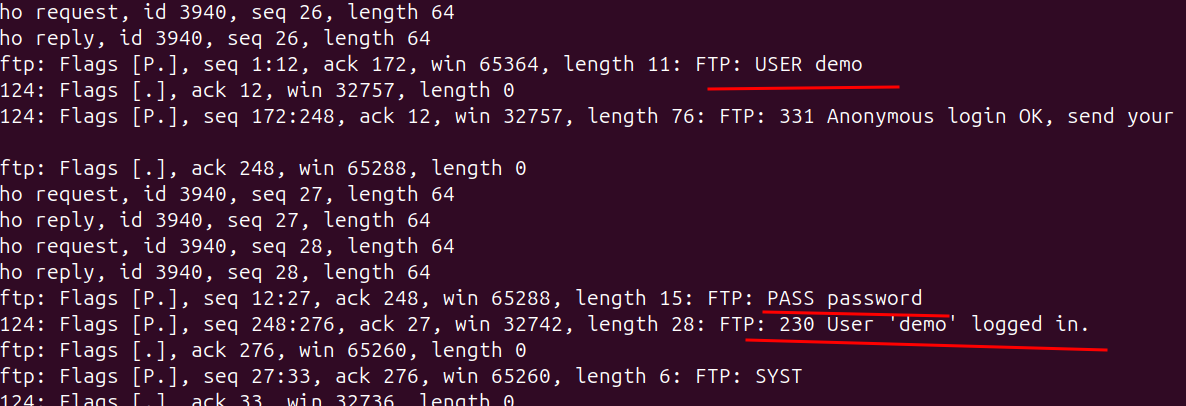 ho request, id 3940, seq 26, length 64
ho reply, id 3940, seq 26, length 64
ftp: Flags [P.], seq 1:12, ack 172, win 65364, length 11: FTP: USER demo
124: Flags [.], ack 12, win 32757, length 0
124: Flags [P.], seq 172:248, ack 12, win 32757, length 76: FTP: 331 Anonymous login OK, send your
ftp: Flags [.], ack 248, win 65288, length 0
ho request, id 3940, seq 27, length 64
ho reply, id 3940, seq 27, length 64
ho request, id 3940, seq 28, length 64
ho reply, id 3940, seq 28, length 64
ftp: Flags [P.], seq 12:27, ack 248, win 65288, length 15: FTP: PASS password
124: Flags [P.], seq 248:276, ack 27, win 32742, length 28: FTP: 230 User 'demo' logged in.
ftp: Flags [.], ack 276, win 65260, length 0
ftp: Flags [P.], seq 27:33, ack 276, win 65260, length 6: FTP: SYST
124: Flags [.], ack 33, win 32736, length 0